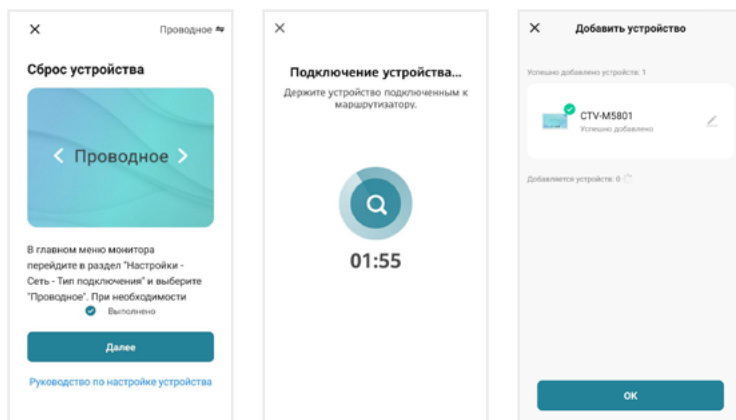 Проводное
Сброс устройства
Проводное
В главном меню монитора
перейдите в раздел "Настройки -
Сеть - Тип подключения" и выберите
"Проводное". При необходимости
Выполнено
Далее
Руководство по настройке устройства
Подключение устройства...
Держите устройство подключенным к
маршрутизатору.
01:55
Добавить устройство
Успешно добавлено устройств: 1
CTV-M5801
Успешно добавлено
Добавляется устройств: 0
ОК